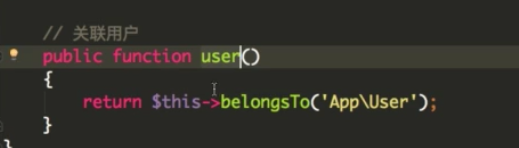 // 关联用户
public function user()
{
return $this->belongsTo('App\User');
}
}